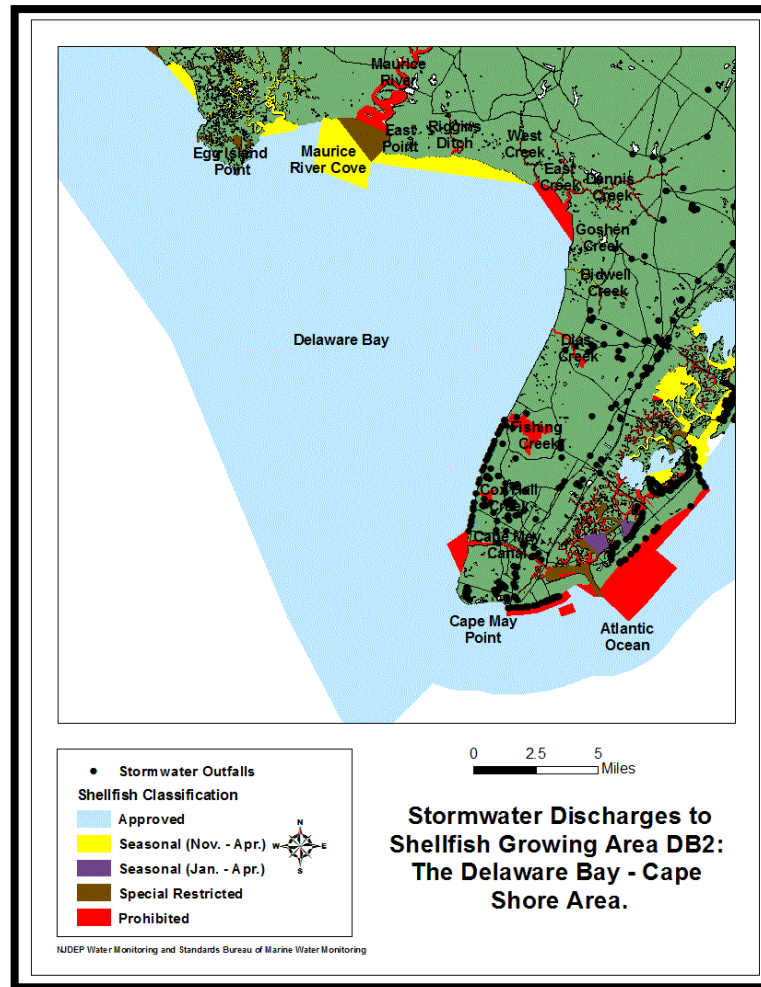 Maurice
River
Egg Island
Point
Maurice
River Cove
East
Point
Riggins
Ditch
West
Creek
East
Creek
Dennis
Creek
Goshen
Creek
Bidwell
Creek
Delaware Bay
Dias
Creek
Fishing
Creek
Cox Hall
Creek
Cape May
Canal
Cape May
Point
Atlantic
Ocean
0 2.5 5
Miles
Stormwater Outfalls
Shellfish Classification
Approved
Seasonal (Nov. - Apr.)
Seasonal (Jan. - Apr.)
Special Restricted
Prohibited
N
W E
S
Stormwater Discharges to
Shellfish Growing Area DB2:
The Delaware Bay - Cape
Shore Area.
NJDEP Water Monitoring and Standards Bureau of Marine Water Monitoring